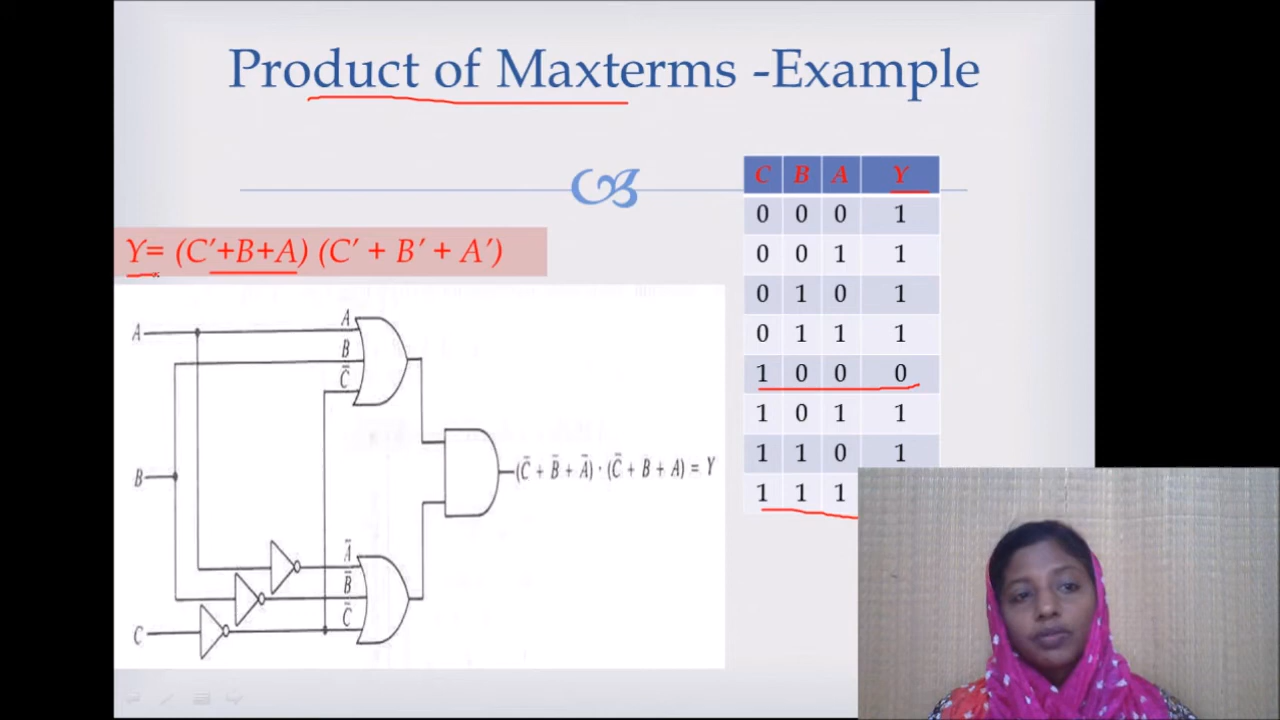 Product of Maxterms -Example
Y= (C′+B+A) (C′ + B′ + A′)
C B A Y
0 0 0 1
0 0 1 1
0 1 0 1
0 1 1 1
1 0 0 0
1 0 1 1
1 1 0 1
1 1 1
A
A
B
C̅
B
(C̅ + B̅ + A̅) · (C̅ + B + A) = Y
A̅
B̅
C̅
C